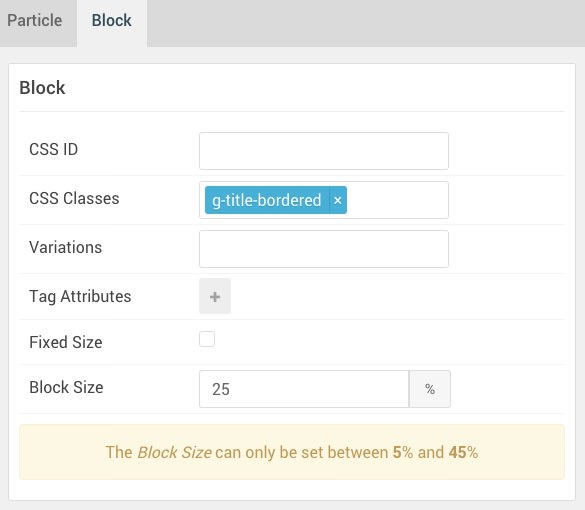 Particle Block
Block
CSS ID
CSS Classes g-title-bordered ×
Variations
Tag Attributes +
Fixed Size
Block Size 25 %
The Block Size can only be set between 5% and 45%